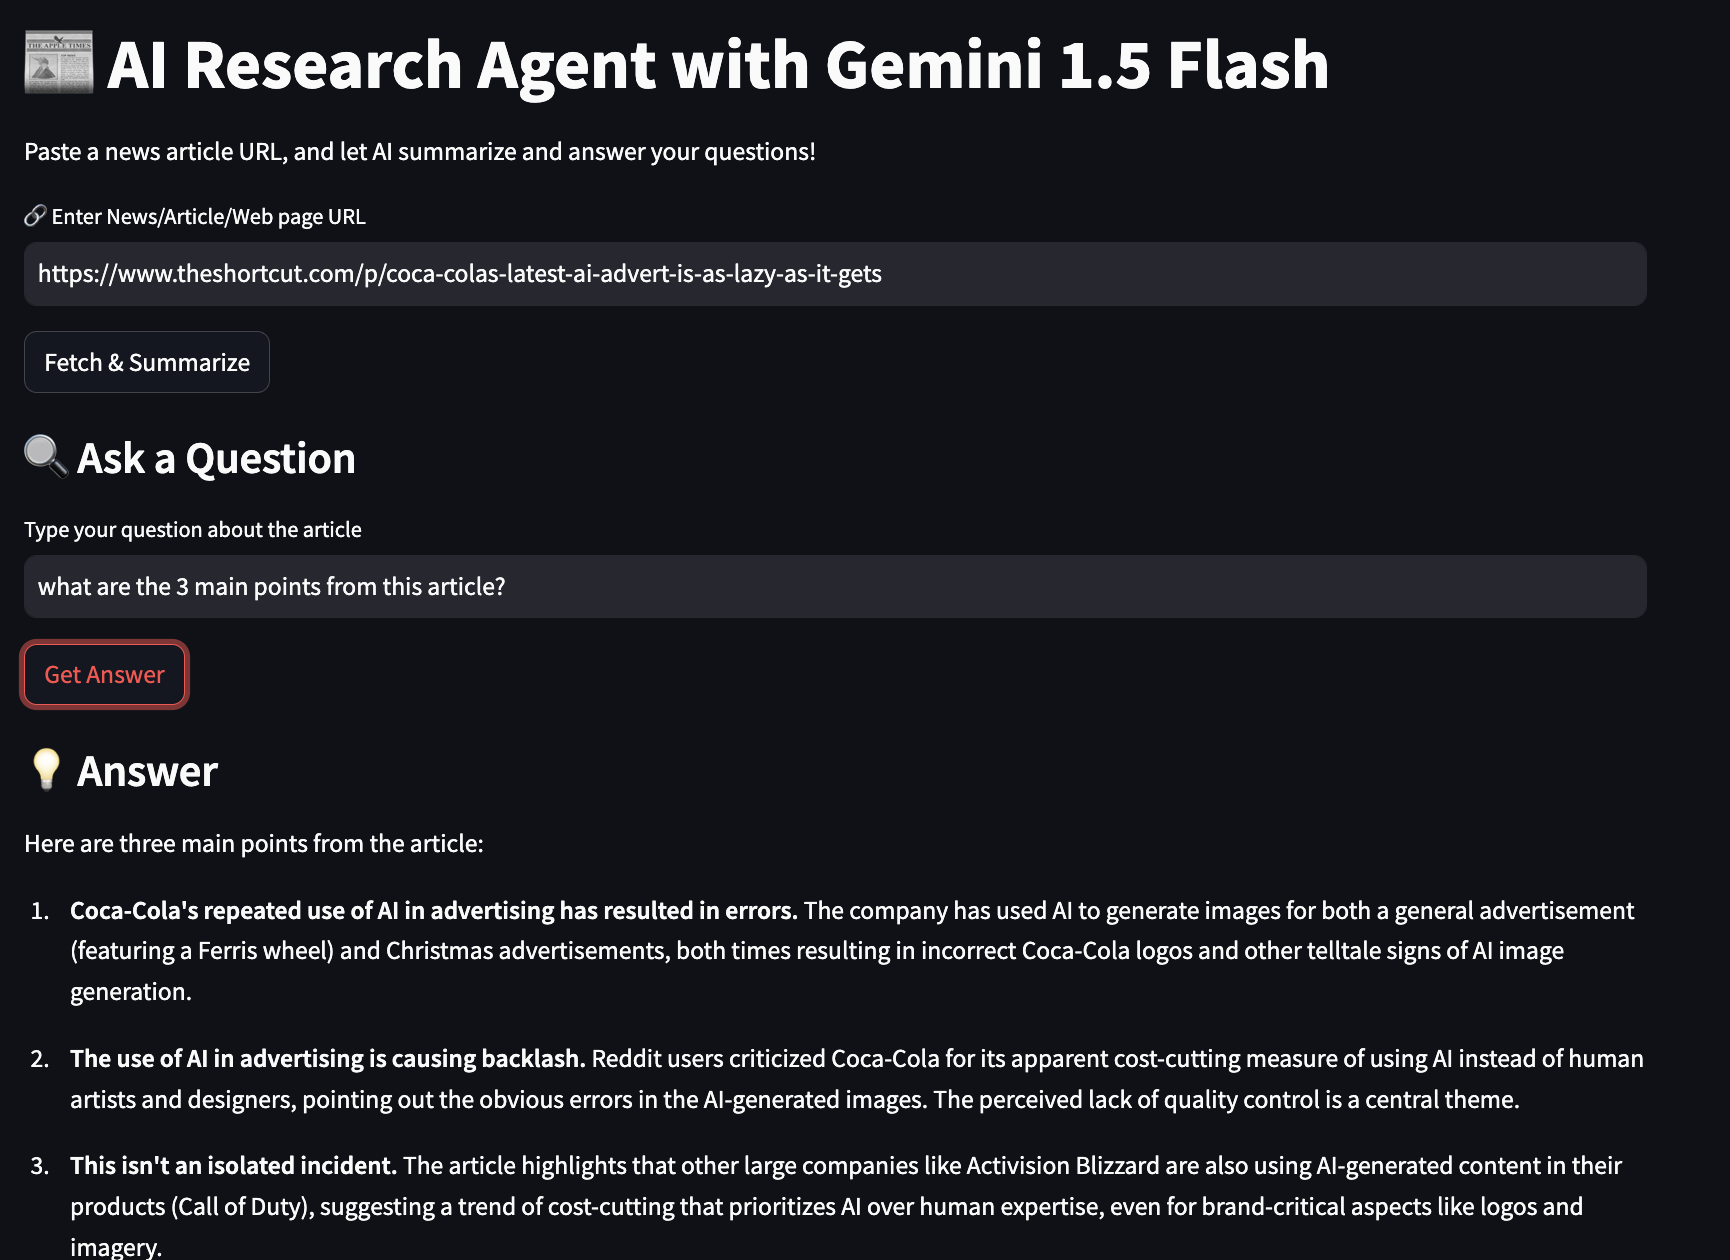 THE APPLE TIMES
AI Research Agent with Gemini 1.5 Flash
Paste a news article URL, and let AI summarize and answer your questions!
Enter News/Article/Web page URL
https://www.theshortcut.com/p/coca-colas-latest-ai-advert-is-as-lazy-as-it-gets
Fetch & Summarize
Ask a Question
Type your question about the article
what are the 3 main points from this article?
Get Answer
Answer
Here are three main points from the article:
1. Coca-Cola's repeated use of AI in advertising has resulted in errors. The company has used AI to generate images for both a general advertisement
(featuring a Ferris wheel) and Christmas advertisements, both times resulting in incorrect Coca-Cola logos and other telltale signs of AI image
generation.
2. The use of AI in advertising is causing backlash. Reddit users criticized Coca-Cola for its apparent cost-cutting measure of using AI instead of human
artists and designers, pointing out the obvious errors in the AI-generated images. The perceived lack of quality control is a central theme.
3. This isn't an isolated incident. The article highlights that other large companies like Activision Blizzard are also using AI-generated content in their
products (Call of Duty), suggesting a trend of cost-cutting that prioritizes AI over human expertise, even for brand-critical aspects like logos and
imagery.